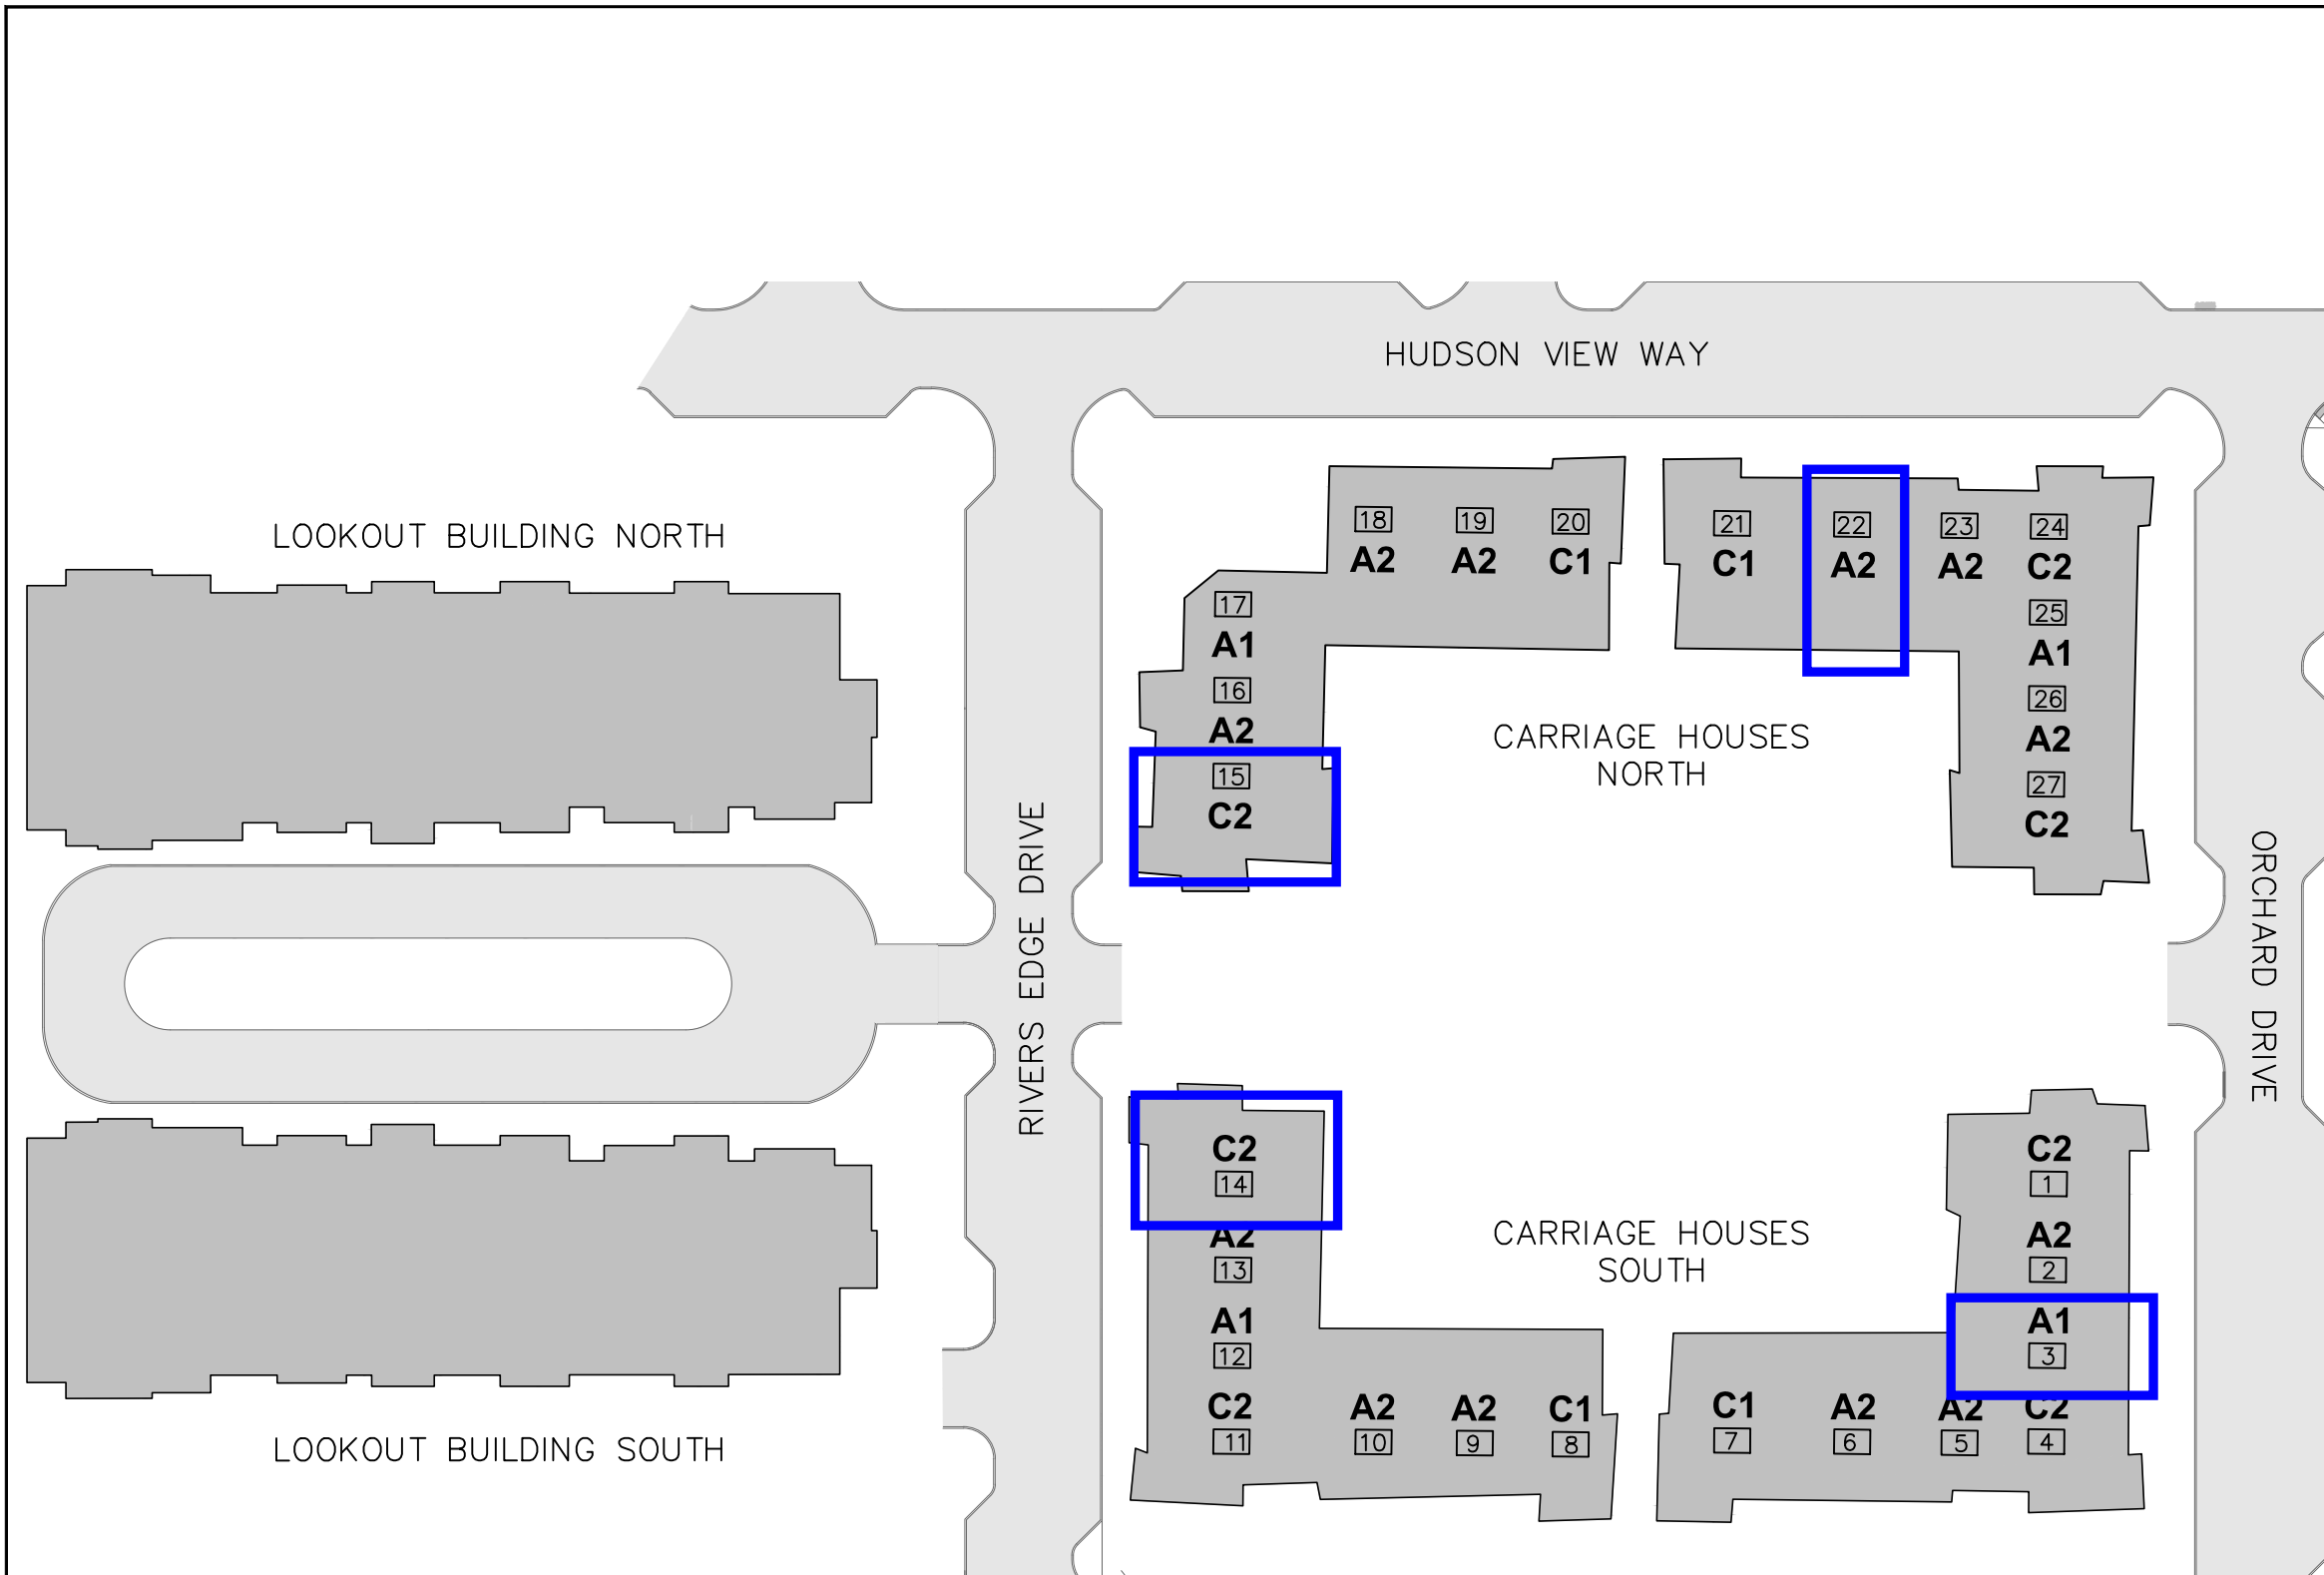 HUDSON VIEW WAY
LOOKOUT BUILDING NORTH
18
A2
19
A2
20
C1
21
C1
22
A2
23
A2
24
C2
17
A1
16
A2
15
C2
25
A1
26
A2
27
C2
CARRIAGE HOUSES
NORTH
RIVERS EDGE DRIVE
ORCHARD DRIVE
C2
14
A2
13
A1
12
C2
11
A2
10
A2
9
C1
8
CARRIAGE HOUSES
SOUTH
C2
1
A2
2
A1
3
C2
4
A2
5
A2
6
C1
7
LOOKOUT BUILDING SOUTH